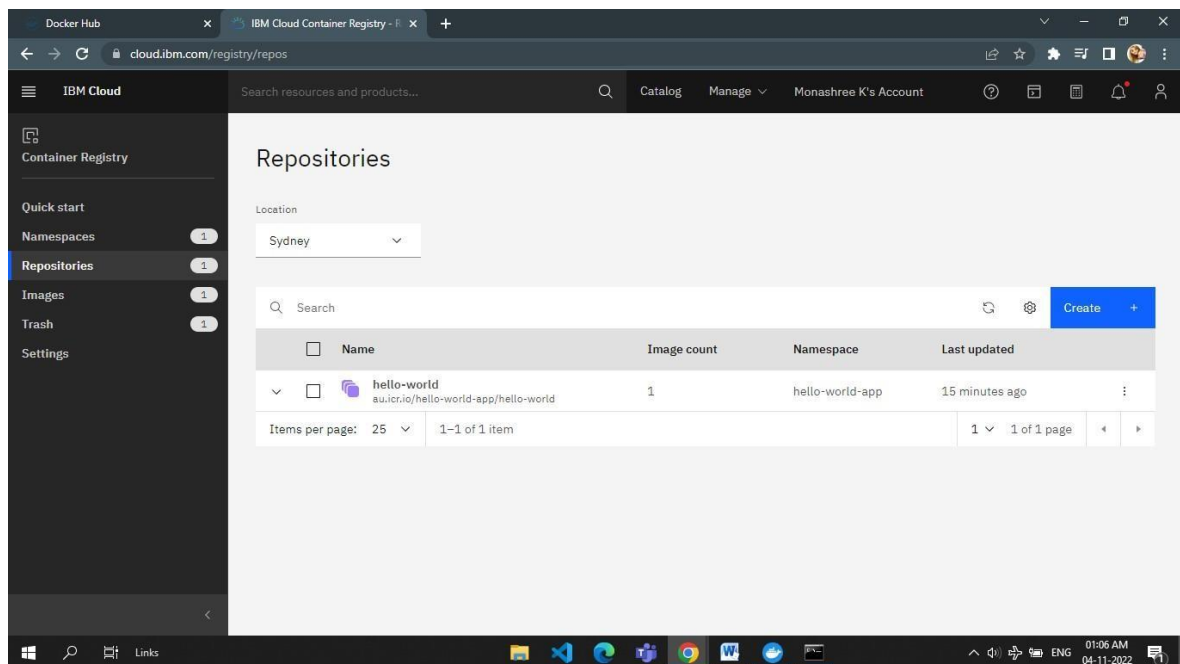 Docker Hub
IBM Cloud Container Registry - R
cloud.ibm.com/registry/repos
IBM Cloud
Search resources and products...
Catalog
Manage
Monashree K's Account
Container Registry
Repositories
Quick start
Location
Namespaces 1
Sydney
Repositories 1
Images 1
Search
Create +
Trash 1
Name Image count Namespace Last updated
Settings
hello-world
au.icr.io/hello-world-app/hello-world
1 hello-world-app 15 minutes ago
Items per page: 25 1–1 of 1 item 1 1 of 1 page
Links
ENG
01:06 AM
04-11-2022